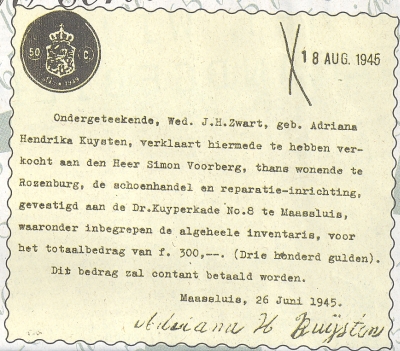 50 C.
18 AUG. 1945
Ondergeteekende, Wed. J.H.Zwart, geb. Adriana
Hendrika Kuysten, verklaart hiermede te hebben ver-
kocht aan den Heer Simon Voorberg, thans wonende te
Rozenburg, de schoenhandel en reparatie-inrichting,
gevestigd aan de Dr.Kuyperkade No.8 te Maassluis,
waaronder inbegrepen de algeheele inventaris, voor
het totaalbedrag van f. 300,--. (Drie honderd gulden).
Dit bedrag zal contant betaald worden.
Maassluis, 26 Juni 1945.
Adriana H Kuijsten